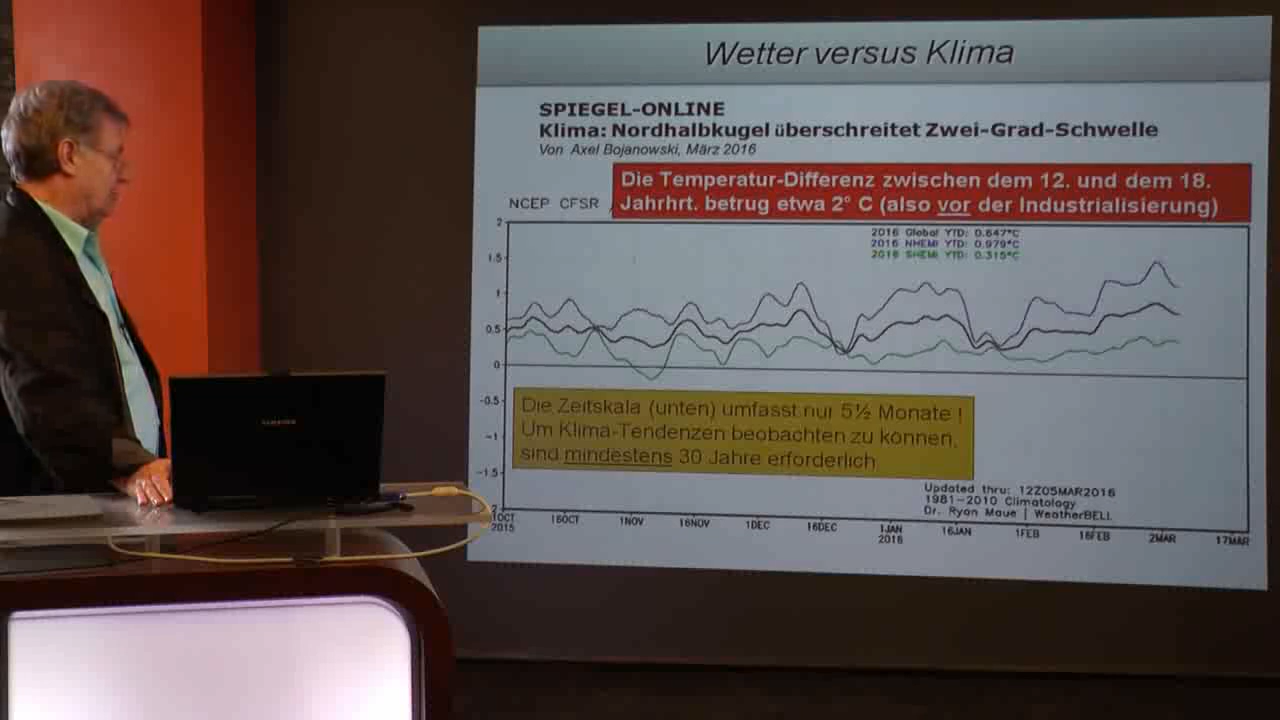 Wetter versus Klima
SPIEGEL-ONLINE
Klima: Nordhalbkugel überschreitet Zwei-Grad-Schwelle
Von Axel Bojanowski, März 2016
Die Temperatur-Differenz zwischen dem 12. und dem 18.
Jahrhrt. betrug etwa 2° C (also vor der Industrialisierung)
NCEP CFSR
2016 Global YTD: 0.647°C
2016 NHEMI YTD: 0.979°C
2016 SHEMI YTD: 0.315°C
2
1.5
1
0.5
0
-0.5
-1
-1.5
2
Die Zeitskala (unten) umfasst nur 5½ Monate !
Um Klima-Tendenzen beobachten zu können,
sind mindestens 30 Jahre erforderlich
Updated thru: 12Z05MAR2016
1981-2010 Climatology
Dr. Ryan Maue | WeatherBELL
1OCT 16OCT 1NOV 16NOV 1DEC 16DEC 1JAN 16JAN 1FEB 16FEB 2MAR 17MAR
2015 2016
SAMSUNG